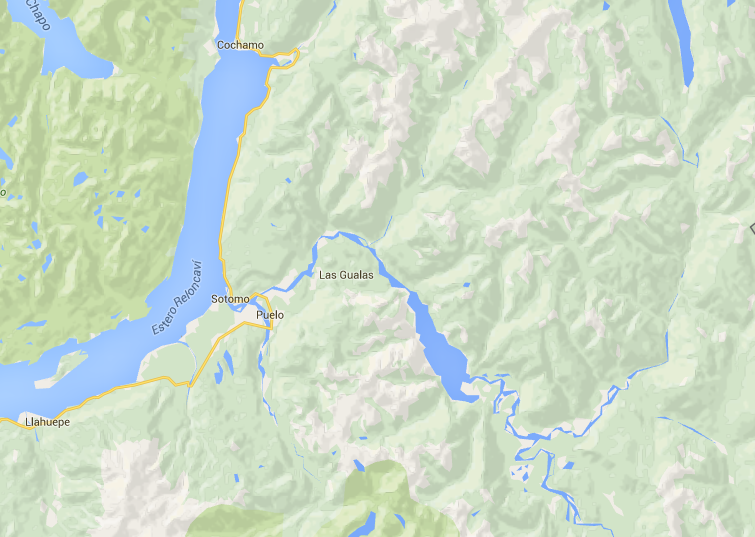 Chapo
Cochamo
Estero Reloncaví
Las Gualas
Sotomo
Puelo
Llahuepe